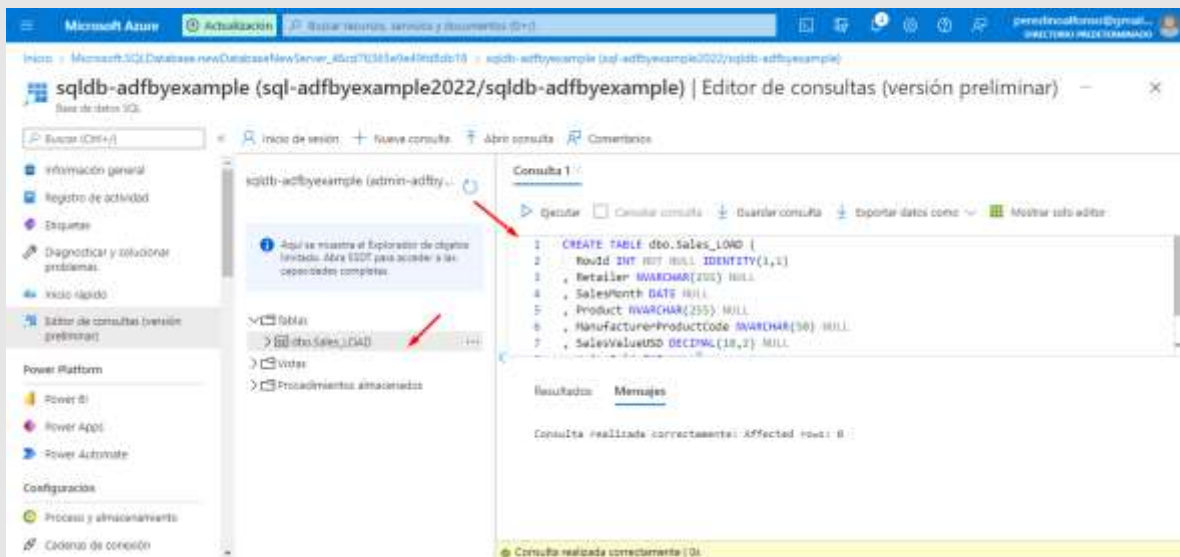 Microsoft Azure
Actualización
Buscar recursos, servicios y documentos (G+/)
DIRECTORIO PREDETERMINADO
Inicio > Microsoft.SQLDatabase.newDatabaseNewServer > sqldb-adfbyexample (sql-adfbyexample2022/sqldb-adfbyexample)
sqldb-adfbyexample (sql-adfbyexample2022/sqldb-adfbyexample) | Editor de consultas (versión preliminar)
Base de datos SQL
Buscar (Ctrl+/)
Inicio de sesión
Nueva consulta
Abrir consulta
Comentarios
Información general
Registro de actividad
Etiquetas
Diagnosticar y solucionar
problemas
Inicio rápido
Editor de consultas (versión
preliminar)
Power Platform
Power BI
Power Apps
Power Automate
Configuración
Proceso y almacenamiento
Cadenas de conexión
sqldb-adfbyexample (admin-adfby...
Aquí se muestra el Explorador de objetos
limitado. Abra SSDT para acceder a las
capacidades completas.
Tablas
dbo.Sales_LOAD
Vistas
Procedimientos almacenados
Consulta 1
Ejecutar
Cancelar consulta
Guardar consulta
Exportar datos como
Mostrar solo editor
1 CREATE TABLE dbo.Sales_LOAD (
2 RowId INT NOT NULL IDENTITY(1,1)
3 , Retailer NVARCHAR(255) NULL
4 , SalesMonth DATE NULL
5 , Product NVARCHAR(255) NULL
6 , ManufacturerProductCode NVARCHAR(50) NULL
7 , SalesValueUSD DECIMAL(18,2) NULL
Resultados
Mensajes
Consulta realizada correctamente: Affected rows: 0
Consulta realizada correctamente | 0s